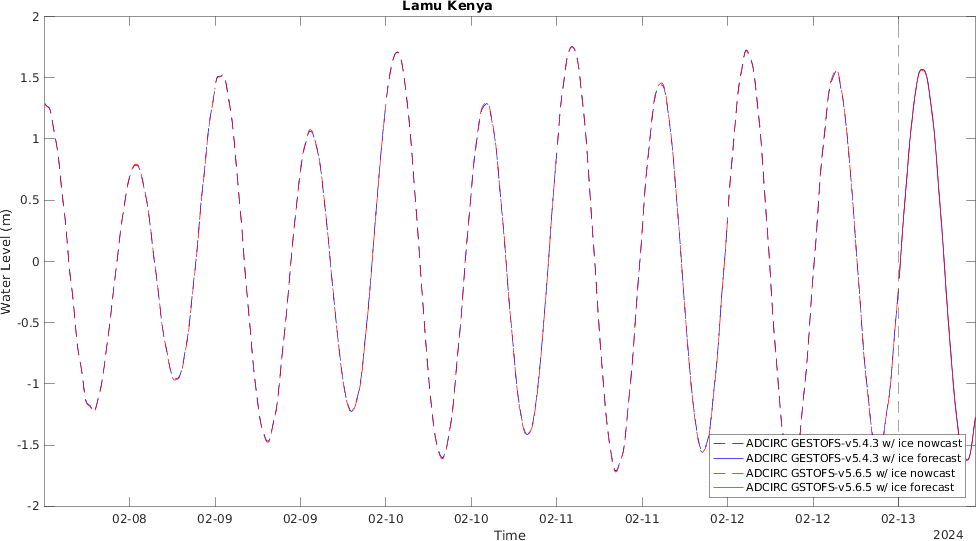 Lamu Kenya
2
1.5
1
0.5
0
-0.5
-1
-1.5
-2
Water Level (m)
ADCIRC GESTOFS-v5.4.3 w/ ice nowcast
ADCIRC GESTOFS-v5.4.3 w/ ice forecast
ADCIRC GSTOFS-v5.6.5 w/ ice nowcast
ADCIRC GSTOFS-v5.6.5 w/ ice forecast
02-08 02-09 02-09 02-10 02-10 02-11 02-11 02-12 02-12 02-13
Time
2024